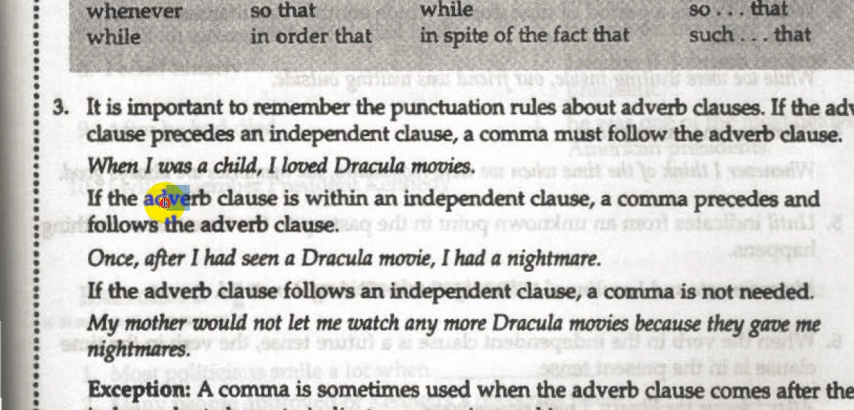 whenever so that while so . . . that
while in order that in spite of the fact that such . . . that
3. It is important to remember the punctuation rules about adverb clauses. If the
clause precedes an independent clause, a comma must follow the adverb clause.
When I was a child, I loved Dracula movies.
If the adverb clause is within an independent clause, a comma precedes and
follows the adverb clause.
Once, after I had seen a Dracula movie, I had a nightmare.
If the adverb clause follows an independent clause, a comma is not needed.
My mother would not let me watch any more Dracula movies because they gave me
nightmares.
Exception: A comma is sometimes used when the adverb clause comes after the